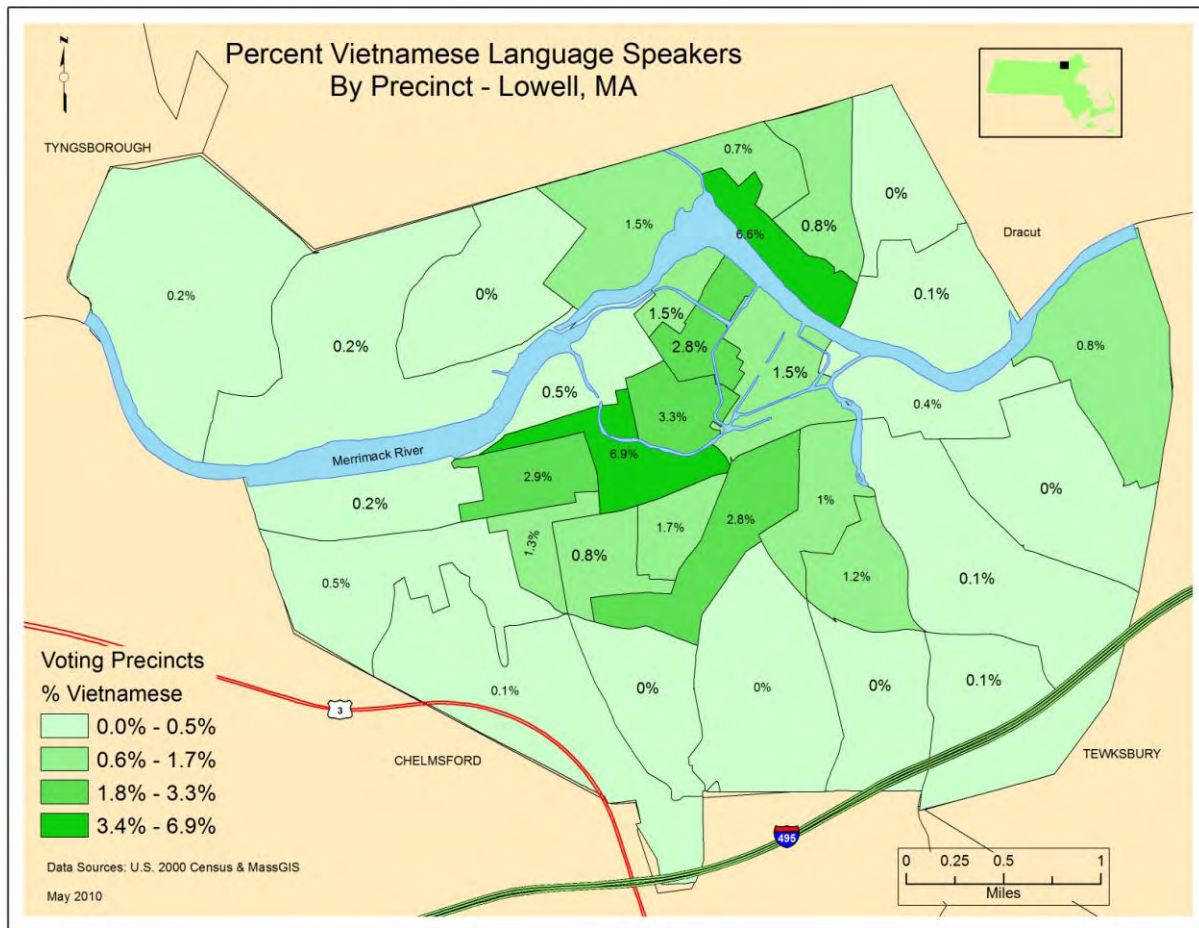 Percent Vietnamese Language Speakers
By Precinct - Lowell, MA
N
TYNGSBOROUGH
0.7%
0%
1.5%
6.6%
0.8%
Dracut
0.2%
0%
0.1%
1.5%
0.2%
2.8%
0.8%
1.5%
0.5%
0.4%
3.3%
Merrimack River
6.9%
2.9%
0%
0.2%
1.7%
2.8%
1%
1.3%
0.8%
0.5%
1.2%
0.1%
Voting Precincts
% Vietnamese
0.0% - 0.5%
0.6% - 1.7%
1.8% - 3.3%
3.4% - 6.9%
0.1%
0%
0%
0%
0.1%
3
CHELMSFORD
TEWKSBURY
495
Data Sources: U.S. 2000 Census & MassGIS
May 2010
0 0.25 0.5 1
Miles